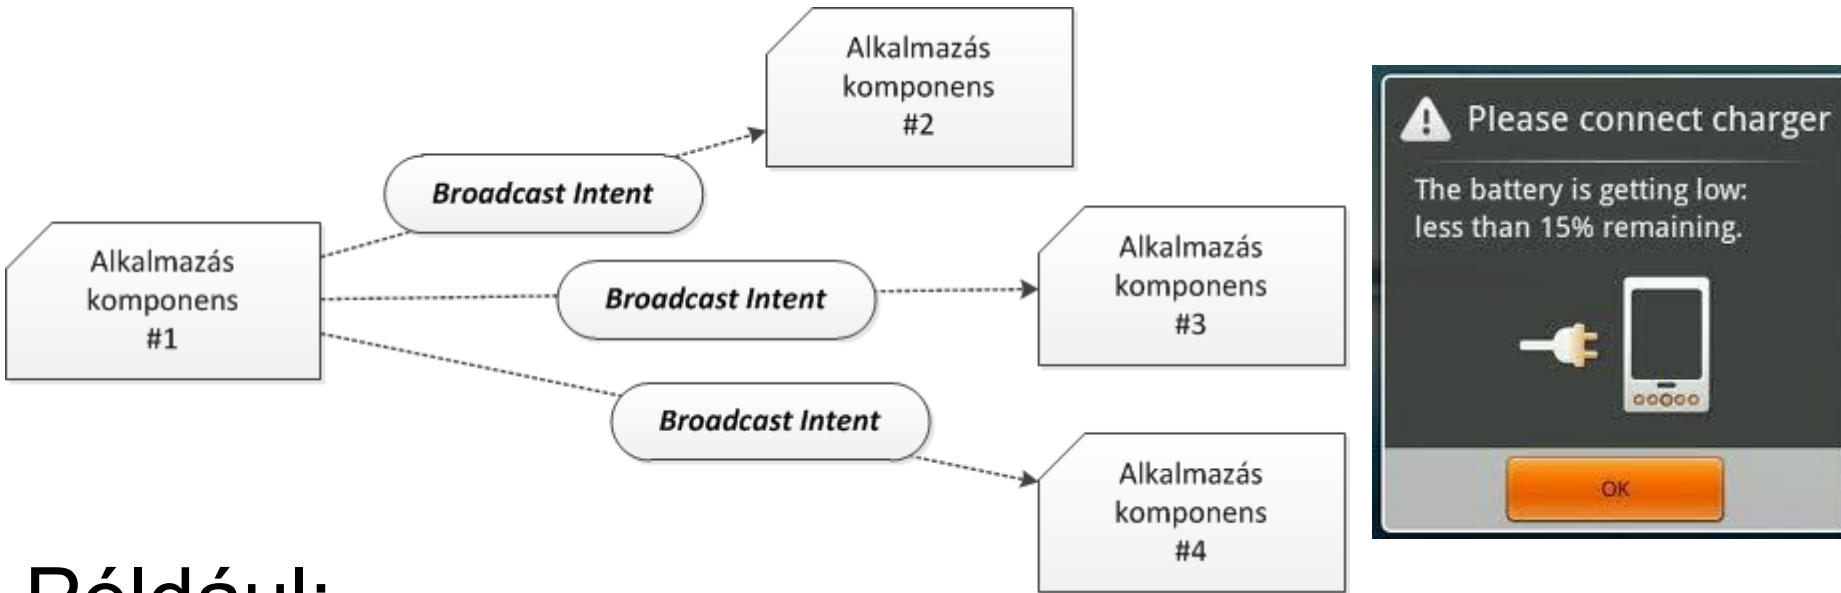 Alkalmazás
komponens
#2
Broadcast Intent
Alkalmazás
komponens
#1
Broadcast Intent
Alkalmazás
komponens
#3
Broadcast Intent
Alkalmazás
komponens
#4
Please connect charger
The battery is getting low:
less than 15% remaining.
OK
Például: